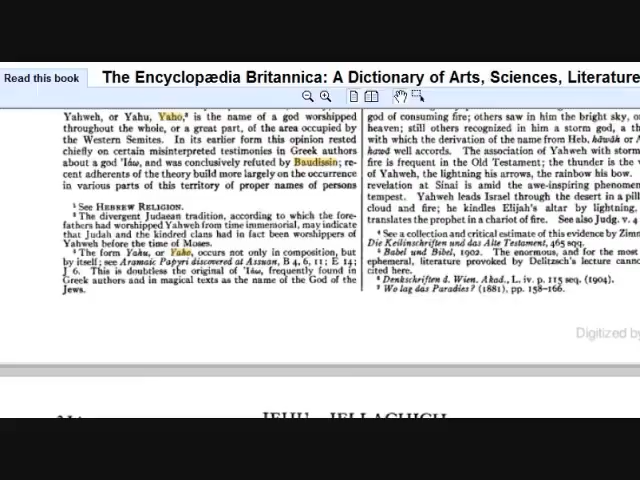 Read this book
The Encyclopædia Britannica: A Dictionary of Arts, Sciences, Literature
Yahweh, or Yahu, Yaho,³ is the name of a god worshipped
throughout the whole, or a great part, of the area occupied by
the Western Semites. In its earlier form this opinion rested
chiefly on certain misinterpreted testimonies in Greek authors
about a god Ἰάω, and was conclusively refuted by Baudissin; re-
cent adherents of the theory build more largely on the occurrence
in various parts of this territory of proper names of persons
¹ See HEBREW RELIGION.
² The divergent Judaean tradition, according to which the fore-
fathers had worshipped Yahweh from time immemorial, may indicate
that Judah and the kindred clans had in fact been worshippers of
Yahweh before the time of Moses.
³ The form Yahu, or Yaho, occurs not only in composition, but
by itself; see Aramaic Papyri discovered at Assuan, B 4, 6, 11; E 14;
J 6. This is doubtless the original of Ἰάω, frequently found in
Greek authors and in magical texts as the name of the God of the
Jews.
god of consuming fire; others saw in him the bright sky, or
heaven; still others recognized in him a storm god, a th
with which the derivation of the name from Heb. hāwāh or A
hawā well accords. The association of Yahweh with storm
fire is frequent in the Old Testament; the thunder is the v
of Yahweh, the lightning his arrows, the rainbow his bow.
revelation at Sinai is amid the awe-inspiring phenomen
tempest. Yahweh leads Israel through the desert in a pill
cloud and fire; he kindles Elijah's altar by lightning,
translates the prophet in a chariot of fire. See also Judg. v. 4
⁴ See a collection and critical estimate of this evidence by Zimm
Die Keilinschriften und das Alte Testament, 465 sqq.
⁵ Babel und Bibel, 1902. The enormous, and for the most
ephemeral, literature provoked by Delitzsch's lecture canno
cited here.
⁶ Denkschriften d. Wien. Akad., L. iv. p. 115 seq. (1904).
⁷ Wo lag das Paradies? (1881), pp. 158-166.
Digitized by
JEHU - JELLACHICH